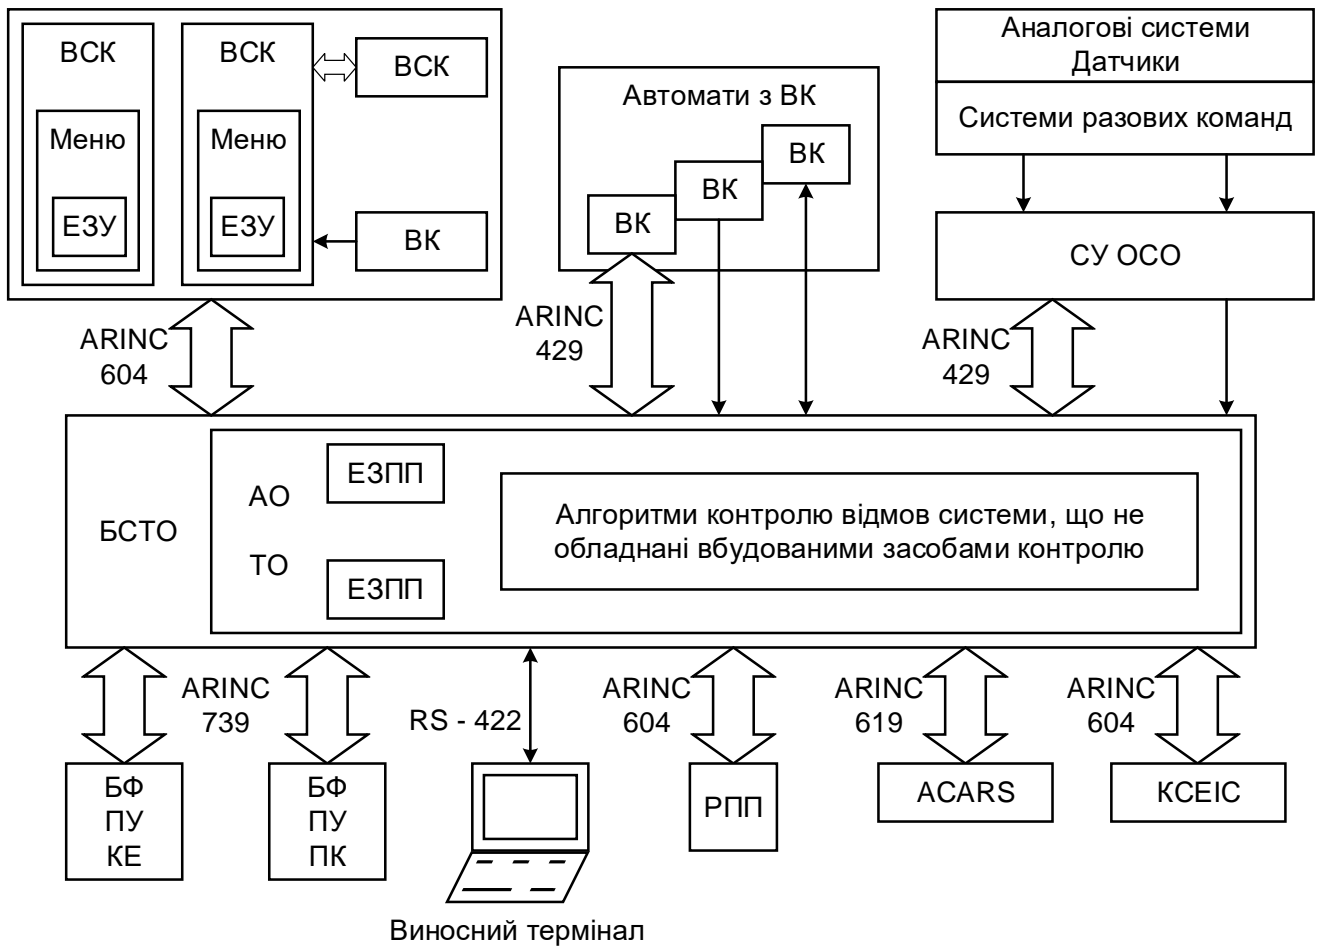 ВСК
Меню
ЕЗУ
ВСК
Меню
ЕЗУ
ВСК
ВК
Автомати з ВК
ВК
ВК
ВК
Аналогові системи
Датчики
Системи разових команд
СУ ОСО
ARINC
604
ARINC
429
ARINC
429
БСТО
АО
ТО
ЕЗПП
ЕЗПП
Алгоритми контролю відмов системи, що не
обладнані вбудованими засобами контролю
ARINC
739
RS - 422
ARINC
604
ARINC
619
ARINC
604
БФ
ПУ
КЕ
БФ
ПУ
ПК
РПП
ACARS
КСЕІС
Виносний термінал